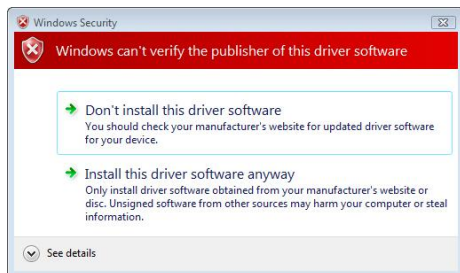 Windows Security
Windows can't verify the publisher of this driver software
Don't install this driver software
You should check your manufacturer's website for updated driver software
for your device.
Install this driver software anyway
Only install driver software obtained from your manufacturer's website or
disc. Unsigned software from other sources may harm your computer or steal
information.
See details